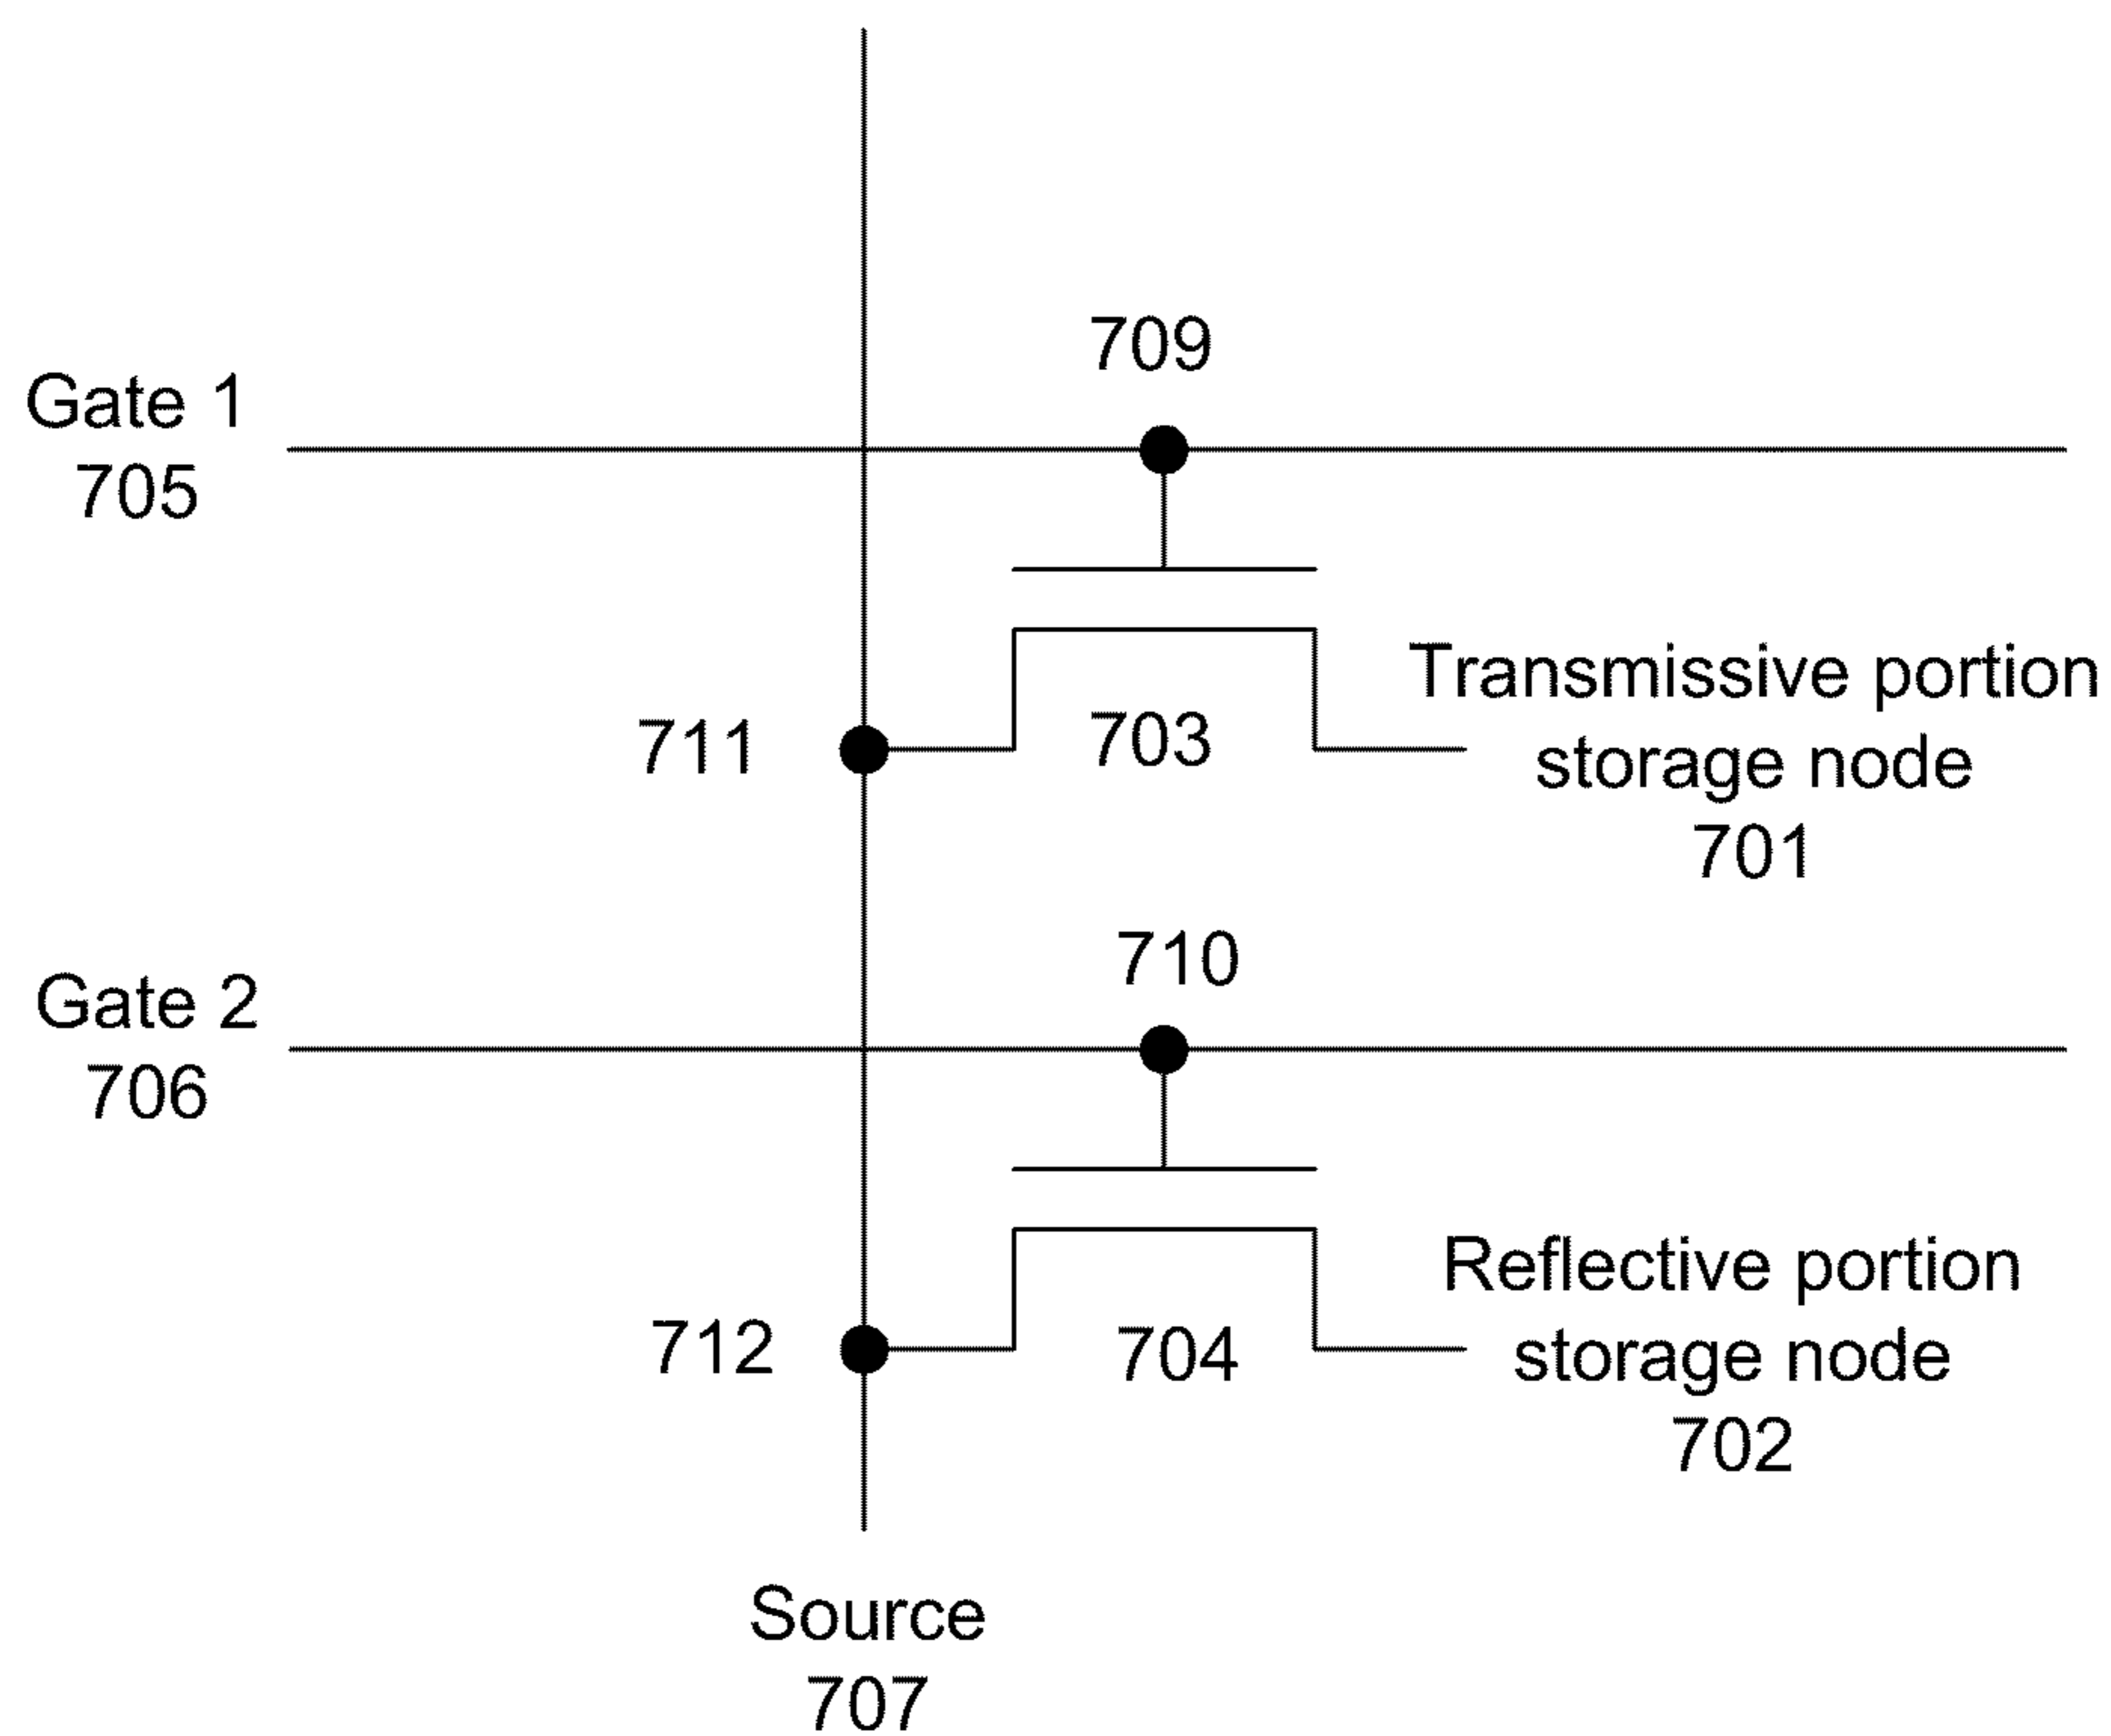 709
Gate 1
705
Transmissive portion
711
703
storage node
701
710
Gate 2
706
Reflective portion
712
704
storage node
702
Source
707